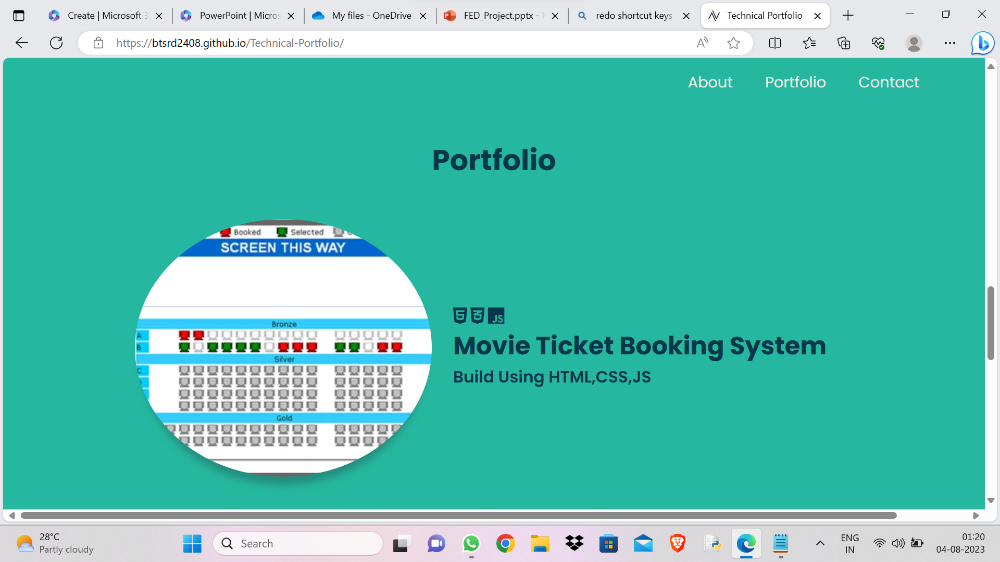 Create | Microsoft 3
PowerPoint | Micros
My files - OneDrive
FED_Project.pptx -
redo shortcut keys
Technical Portfolio
https://btsrd2408.github.io/Technical-Portfolio/
About
Portfolio
Contact
Portfolio
Booked
Selected
SCREEN THIS WAY
Bronze
A
B
Silver
C
Gold
5 3 JS
Movie Ticket Booking System
Build Using HTML,CSS,JS
28°C
Partly cloudy
Search
ENG
IN
01:20
04-08-2023